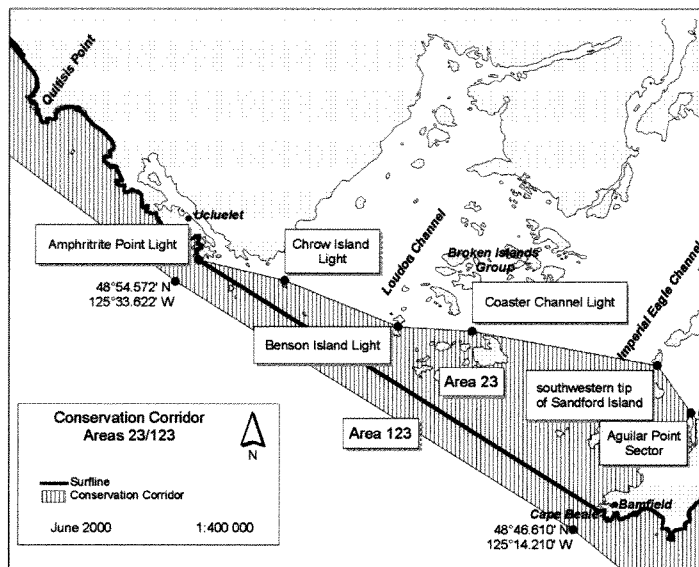 Quitisis Point
Ucluelet
Amphritrite Point Light
Chrow Island
Light
Loudos Channel
Broken Islands
Group
Imperial Eagle Channel
48°54.572' N
125°33.622' W
Coaster Channel Light
Benson Island Light
Area 23
southwestern tip
of Sandford Island
Area 123
Aguilar Point
Sector
Conservation Corridor
Areas 23/123
N
Surfline
Conservation Corridor
June 2000 1:400 000
Cape Beale
Bamfield
48°46.610' N
125°14.210' W